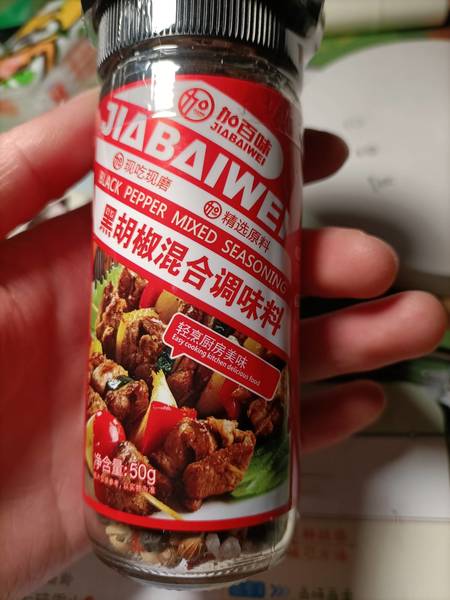 加百味
JIABAIWEI
JIABAIWEI
现吃现磨
精选原料
BLACK PEPPER MIXED SEASONING
黑胡椒混合调味料
轻烹厨房美味
Easy cooking kitchen delicious food
净含量:50g